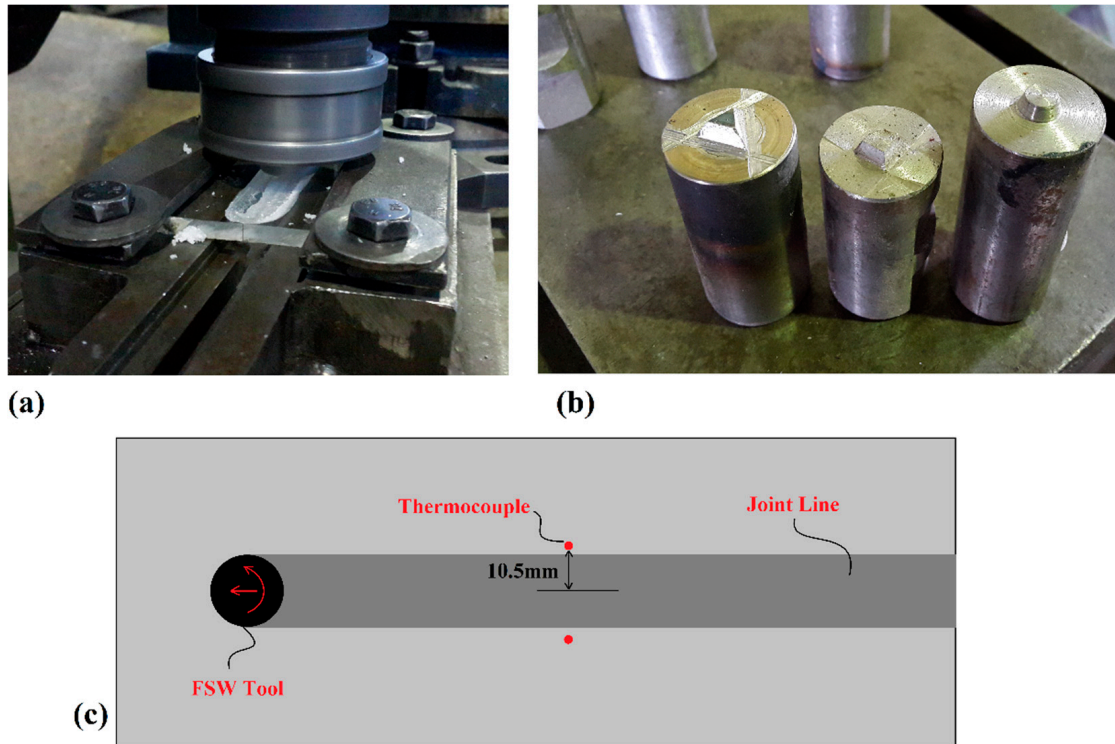 (a)
(b)
Thermocouple
Joint Line
10.5mm
FSW Tool
(c)